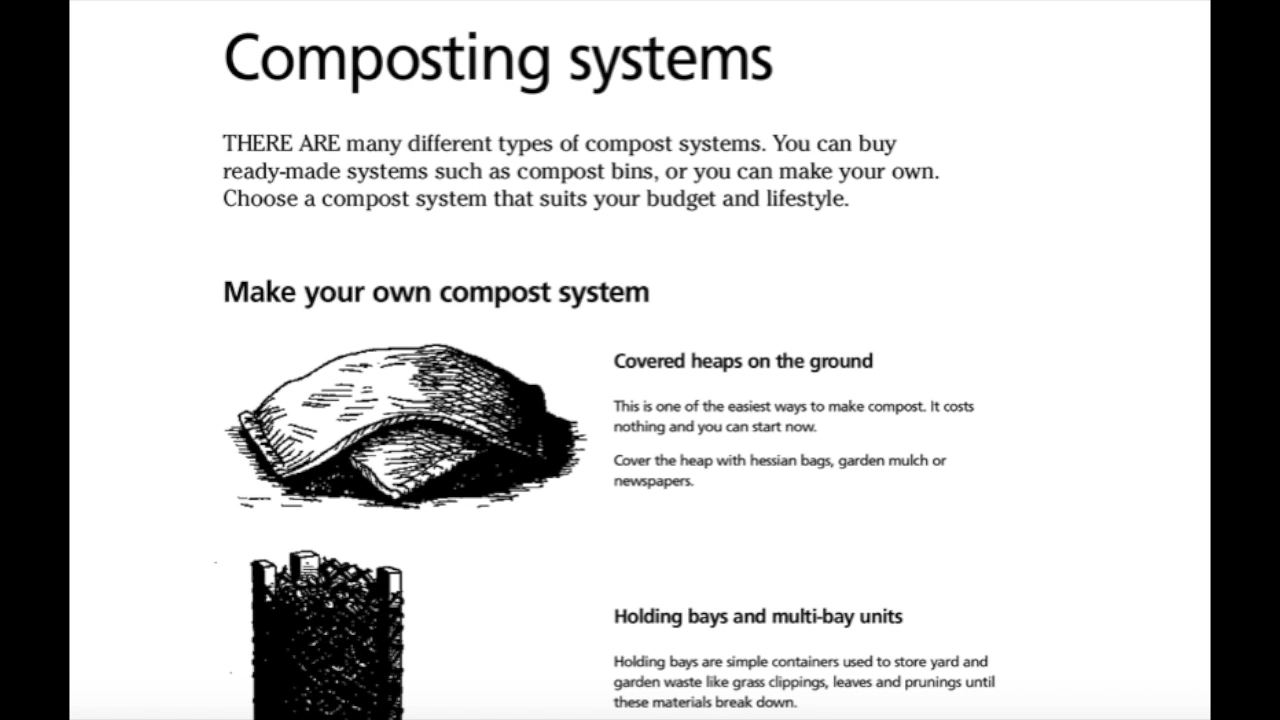 Composting systems
THERE ARE many different types of compost systems. You can buy
ready-made systems such as compost bins, or you can make your own.
Choose a compost system that suits your budget and lifestyle.
Make your own compost system
Covered heaps on the ground
This is one of the easiest ways to make compost. It costs
nothing and you can start now.
Cover the heap with hessian bags, garden mulch or
newspapers.
Holding bays and multi-bay units
Holding bays are simple containers used to store yard and
garden waste like grass clippings, leaves and prunings until
these materials break down.